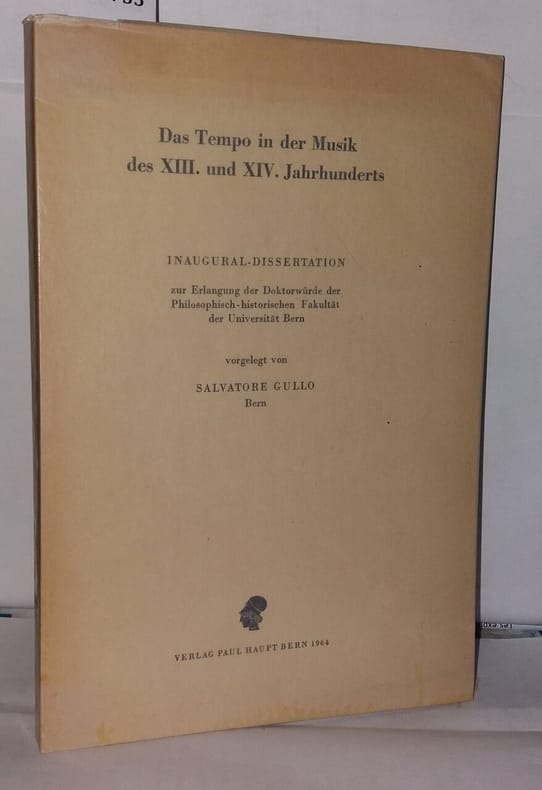 Das Tempo in der Musik
des XIII. und XIV. Jahrhunderts
INAUGURAL-DISSERTATION
zur Erlangung der Doktorwürde der
Philosophisch-historischen Fakultät
der Universität Bern
vorgelegt von
SALVATORE GULLO
Bern
VERLAG PAUL HAUPT BERN 1964